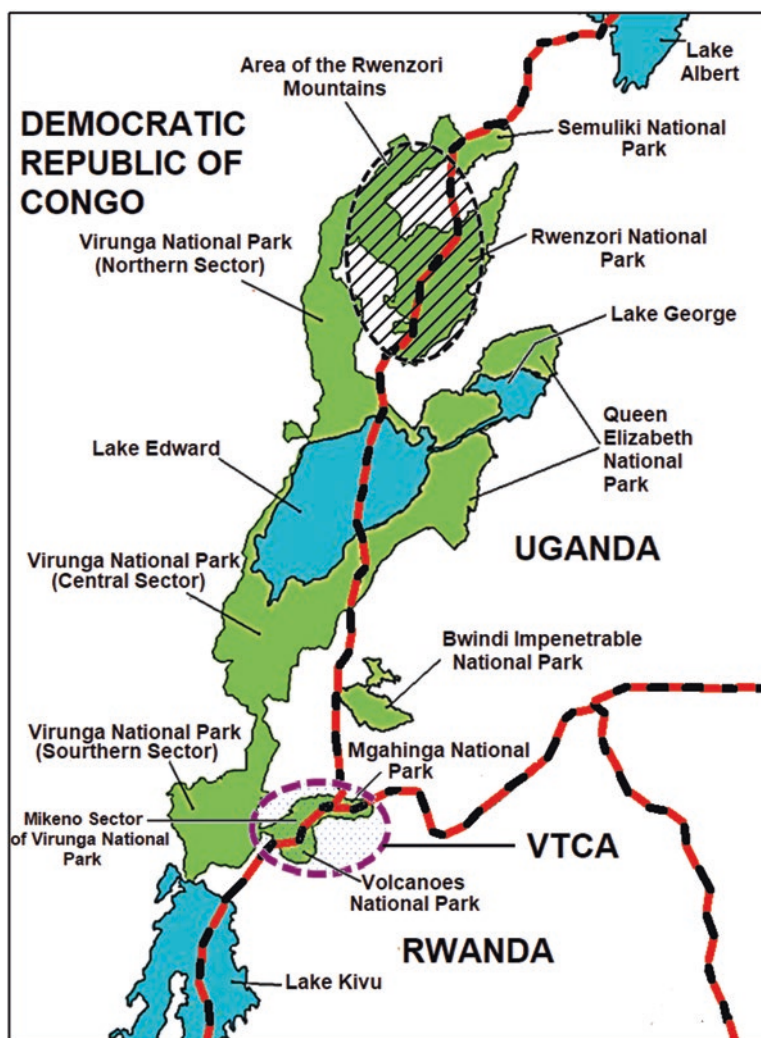 Lake
Albert
Area of the Rwenzori
Mountains
DEMOCRATIC
REPUBLIC OF
CONGO
Semuliki National
Park
Virunga National Park
(Northern Sector)
Rwenzori National
Park
Lake George
Queen
Elizabeth
National
Park
Lake Edward
UGANDA
Virunga National Park
(Central Sector)
Bwindi Impenetrable
National Park
Virunga National Park
(Sourthern Sector)
Mgahinga National
Park
Mikeno Sector
of Virunga National
Park
VTCA
Volcanoes
National Park
RWANDA
Lake Kivu